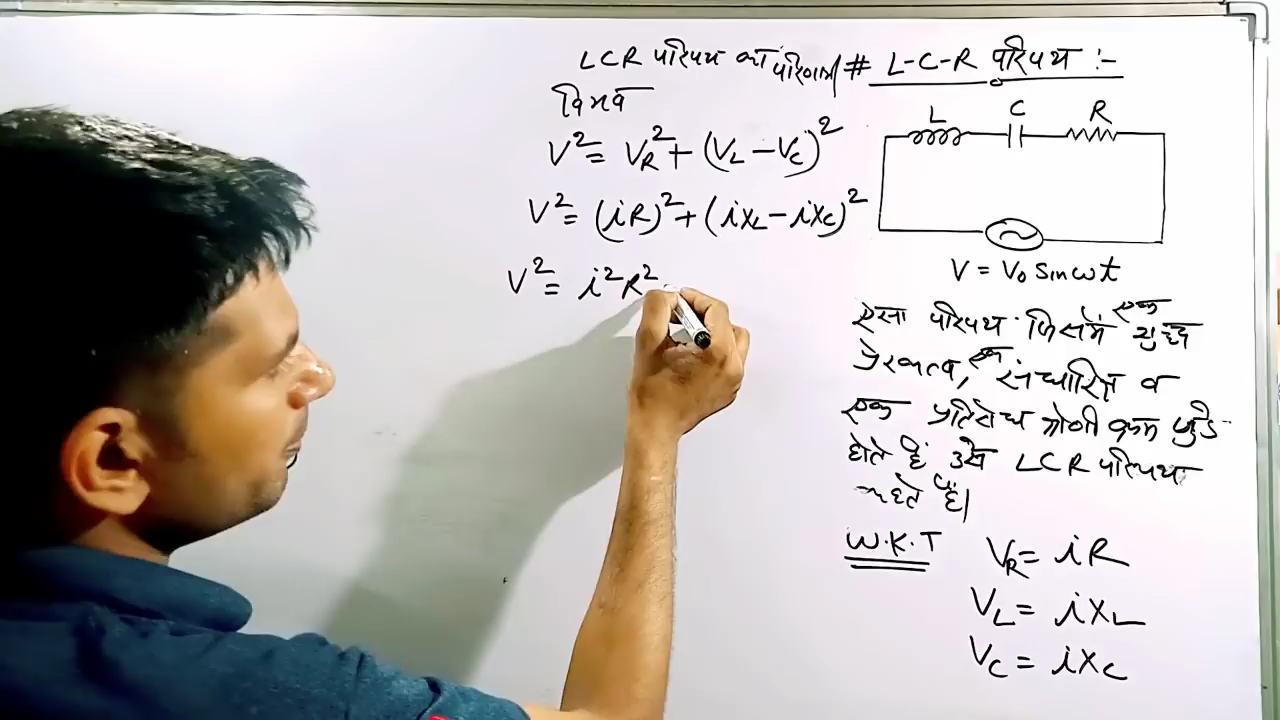 LCR परिपथ का परिणामी
विभव
V² = V_R² + (V_L - V_C)²
V² = (iR)² + (iX_L - iX_C)²
V² = i²R²
# L-C-R परिपथ :-
L C R
V = V₀ sinωt
ऐसा परिपथ जिसमें एक शुद्ध
प्रेरकत्व, एक संधारित्र व
एक प्रतिरोध श्रेणी क्रम जुड़े
होते हैं उसे LCR परिपथ
कहते हैं|
W.K.T
V_R = iR
V_L = iX_L
V_C = iX_C